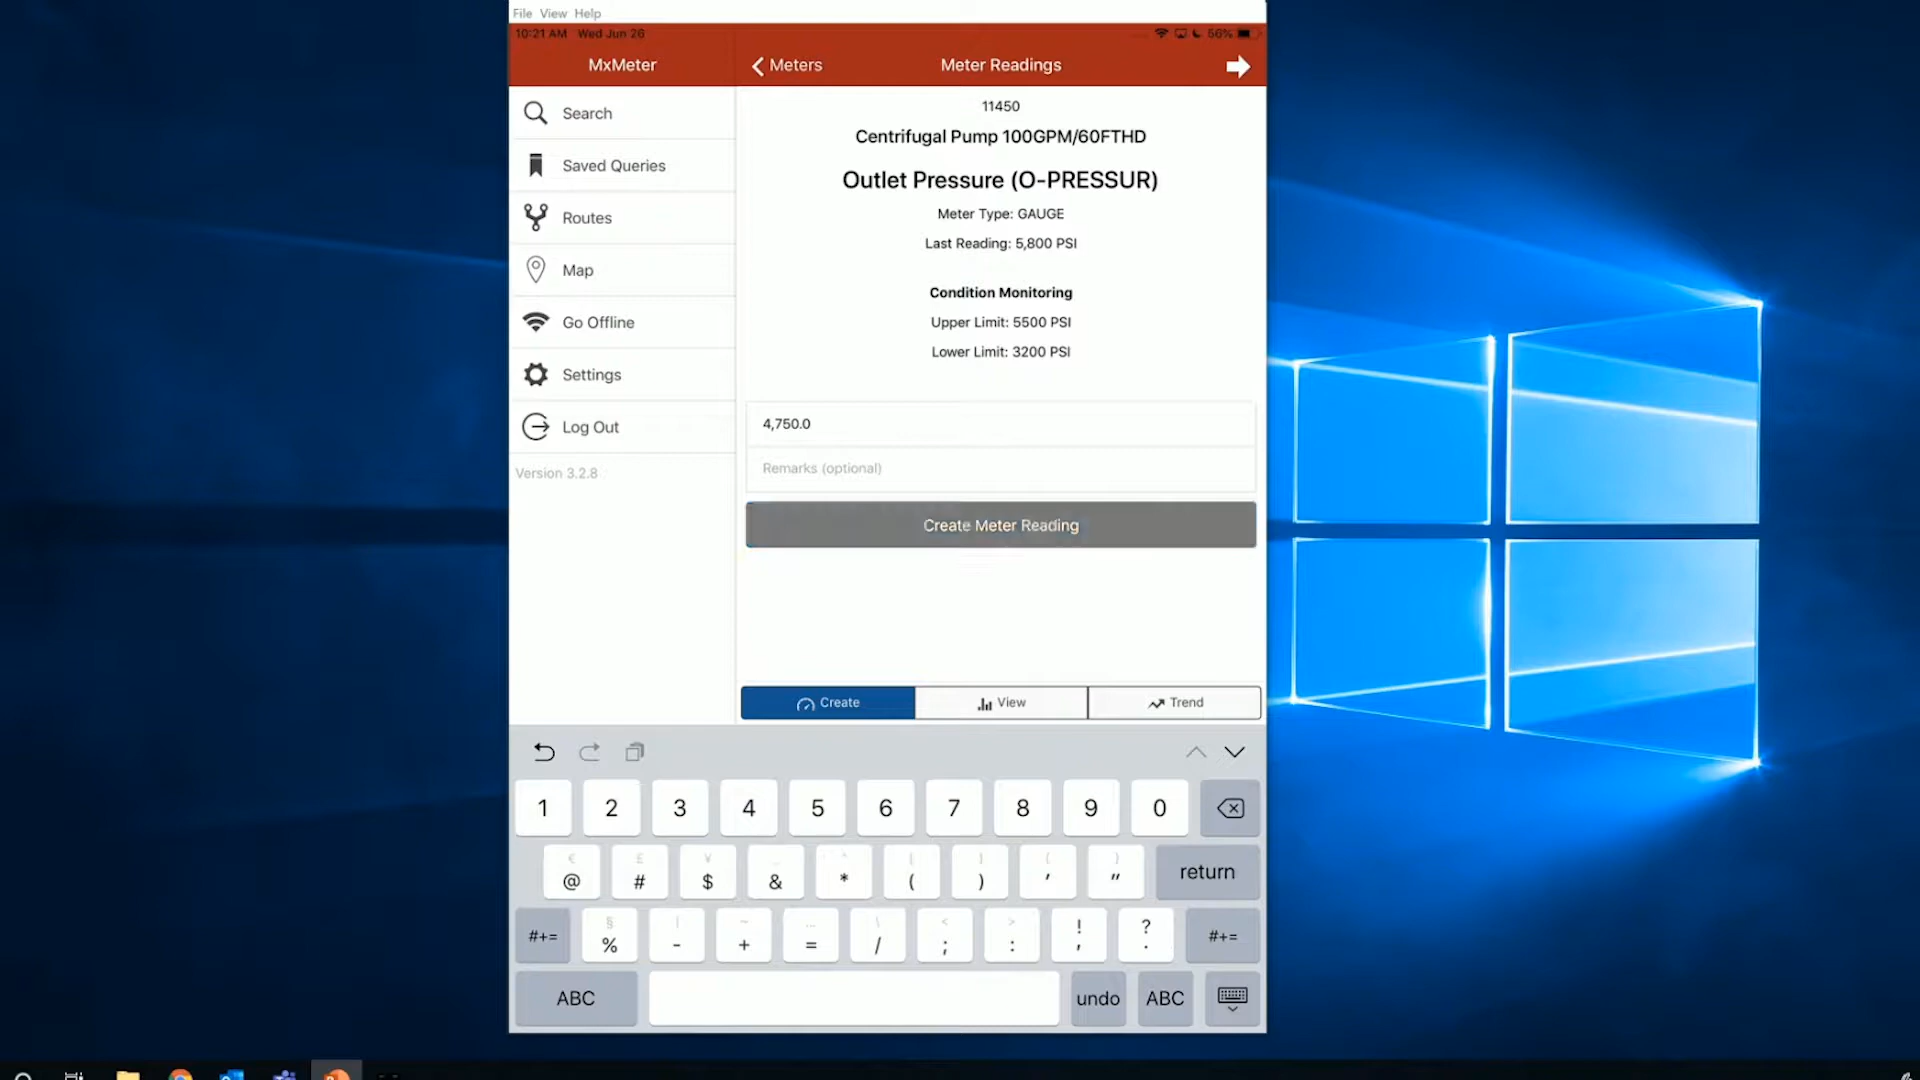 File View Help
10:21 AM Wed Jun 26
56%
MxMeter
Meters
Meter Readings
Search
Saved Queries
Routes
Map
Go Offline
Settings
Log Out
Version 3.2.8
11450
Centrifugal Pump 100GPM/60FTHD
Outlet Pressure (O-PRESSUR)
Meter Type: GAUGE
Last Reading: 5,800 PSI
Condition Monitoring
Upper Limit: 5500 PSI
Lower Limit: 3200 PSI
4,750.0
Remarks (optional)
Create Meter Reading
Create View Trend
1 2 3 4 5 6 7 8 9 0
€ £ ¥
@ # $ & * ( ) ' "
return
§ | ~ … \ < > ! ?
#+= % - + = / ; : , . #+=
ABC undo ABC